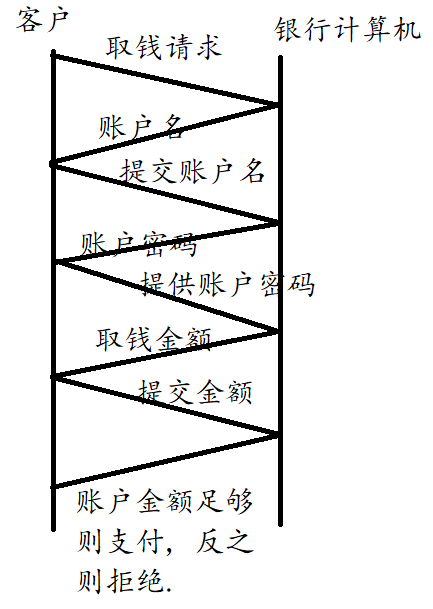 客户
银行计算机
取钱请求
账户名
提交账户名
账户密码
提供账户密码
取钱金额
提交金额
账户金额足够
则支付，反之
则拒绝.